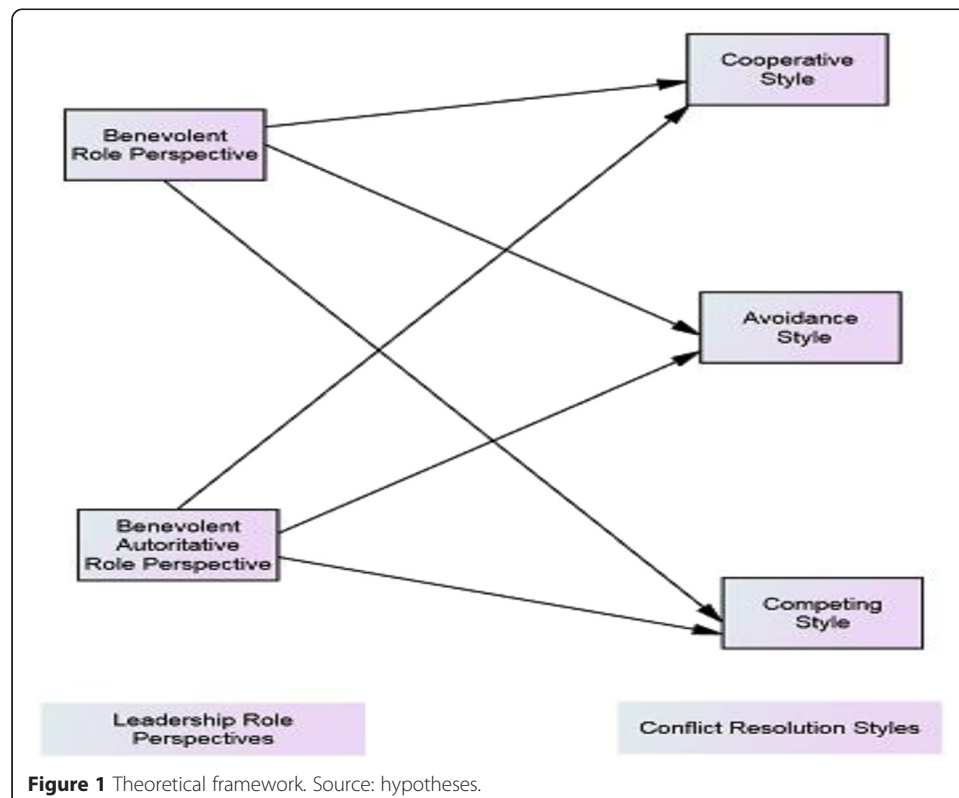 Cooperative
Style
Benevolent
Role Perspective
Avoidance
Style
Benevolent
Autoritative
Role Perspective
Competing
Style
Leadership Role
Perspectives
Conflict Resolution Styles
Figure 1 Theoretical framework. Source: hypotheses.